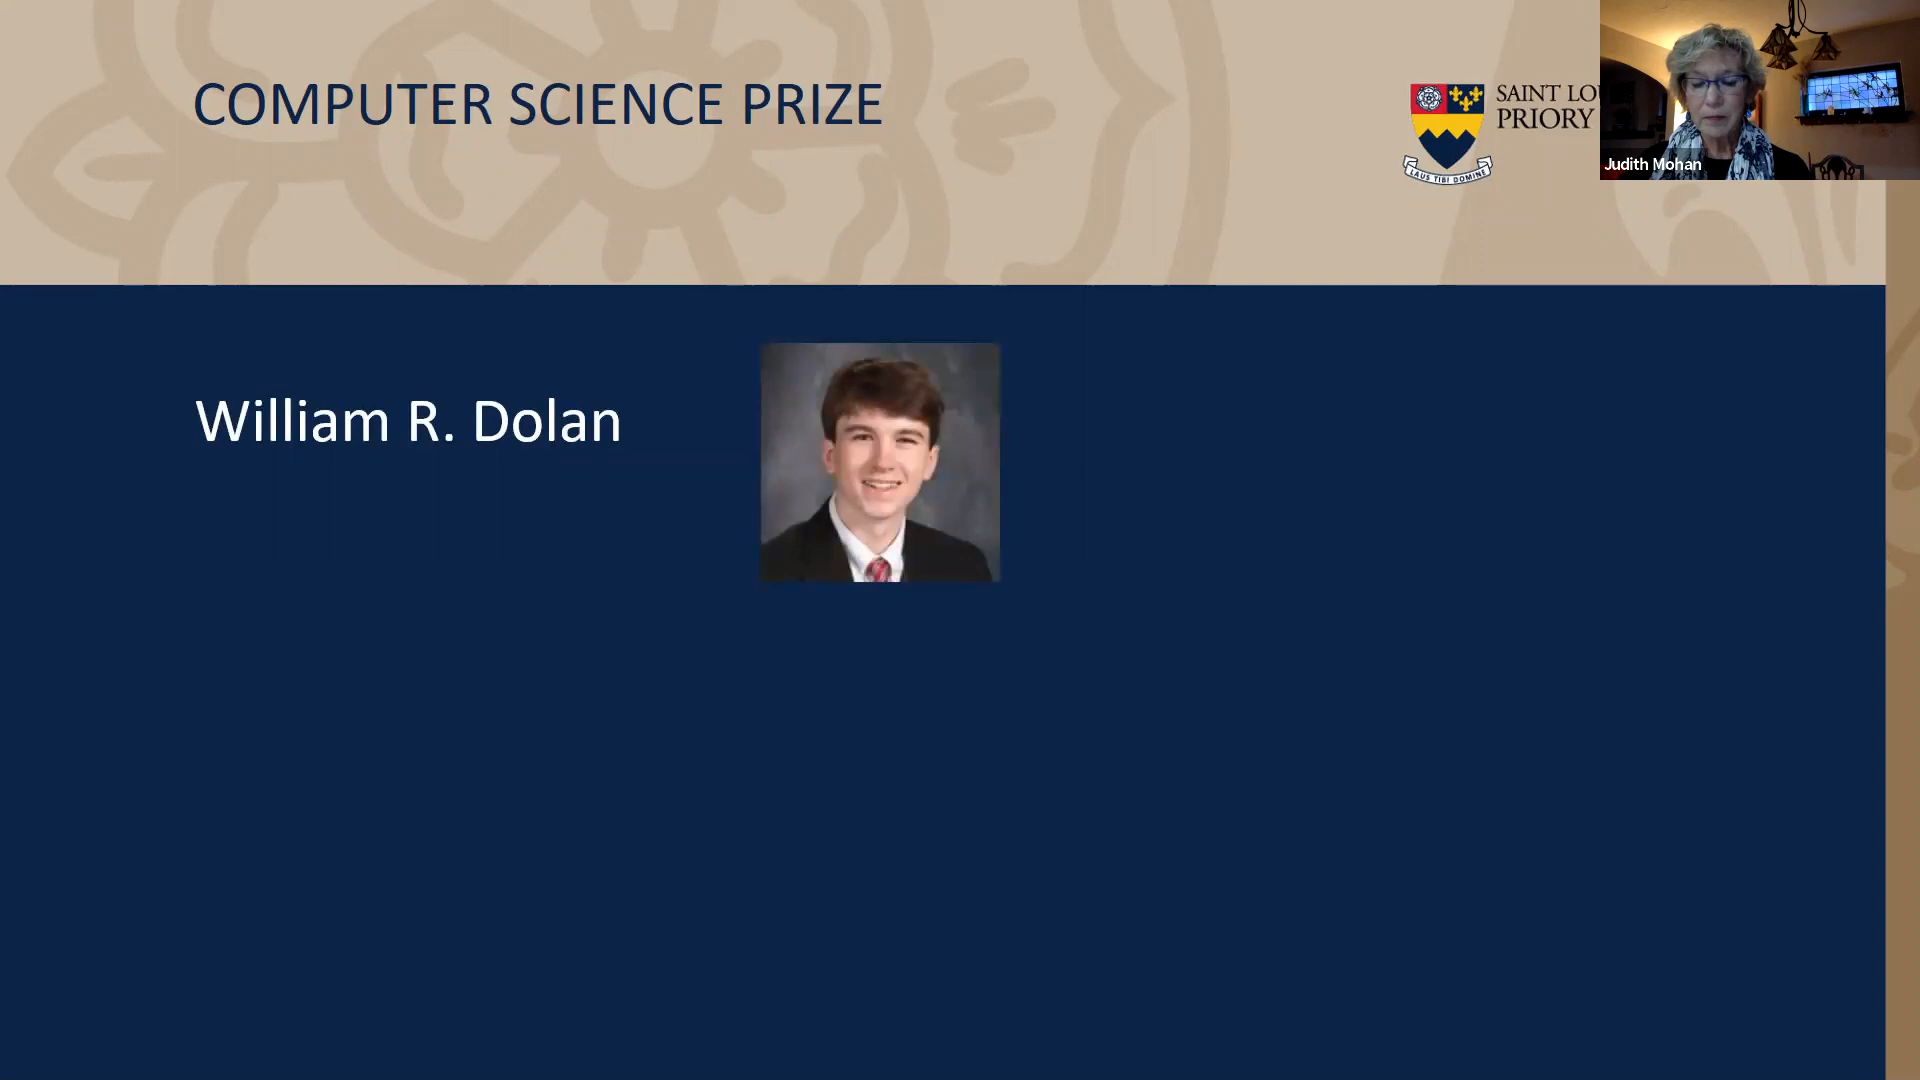 COMPUTER SCIENCE PRIZE
SAINT LO
PRIORY
LAUS TIBI DOMINE
Judith Mohan
William R. Dolan